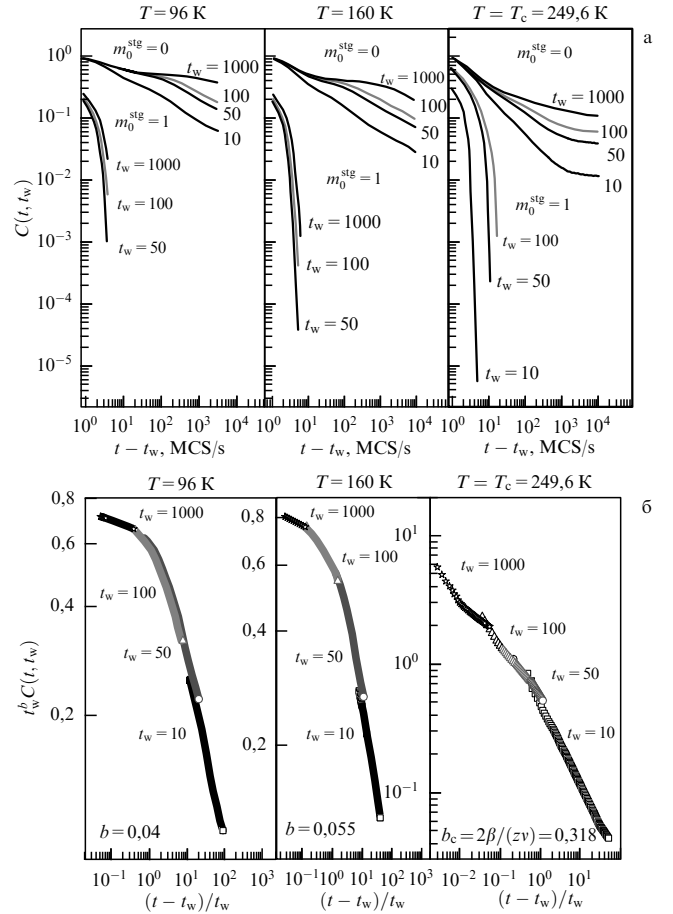 T = 96 K
T = 160 K
T = T_c = 249,6 K
а
C(t, t_w)
10^0
10^-1
10^-2
10^-3
10^-4
10^-5
m_0^stg = 0
t_w = 1000
100
50
10
m_0^stg = 1
t_w = 1000
t_w = 100
t_w = 50
m_0^stg = 0
t_w = 1000
100
50
10
m_0^stg = 1
t_w = 1000
t_w = 100
t_w = 50
m_0^stg = 0
t_w = 1000
100
50
10
m_0^stg = 1
t_w = 100
t_w = 50
t_w = 10
10^0 10^1 10^2 10^3 10^4
10^0 10^1 10^2 10^3 10^4
10^0 10^1 10^2 10^3 10^4 10^5
t − t_w, MCS/s
t − t_w, MCS/s
t − t_w, MCS/s
T = 96 K
T = 160 K
T = T_c = 249,6 K
б
t_w^b C(t, t_w)
0,8
0,6
0,4
0,2
t_w = 1000
t_w = 100
t_w = 50
t_w = 10
b = 0,04
0,8
0,6
0,4
0,2
t_w = 1000
t_w = 100
t_w = 50
t_w = 10
b = 0,055
10^1
10^0
10^-1
t_w = 1000
t_w = 100
t_w = 50
t_w = 10
b_c = 2β/(zν) = 0,318
10^-1 10^0 10^1 10^2 10^3
10^-1 10^0 10^1 10^2 10^3
10^-2 10^-1 10^0 10^1
(t − t_w)/t_w
(t − t_w)/t_w
(t − t_w)/t_w